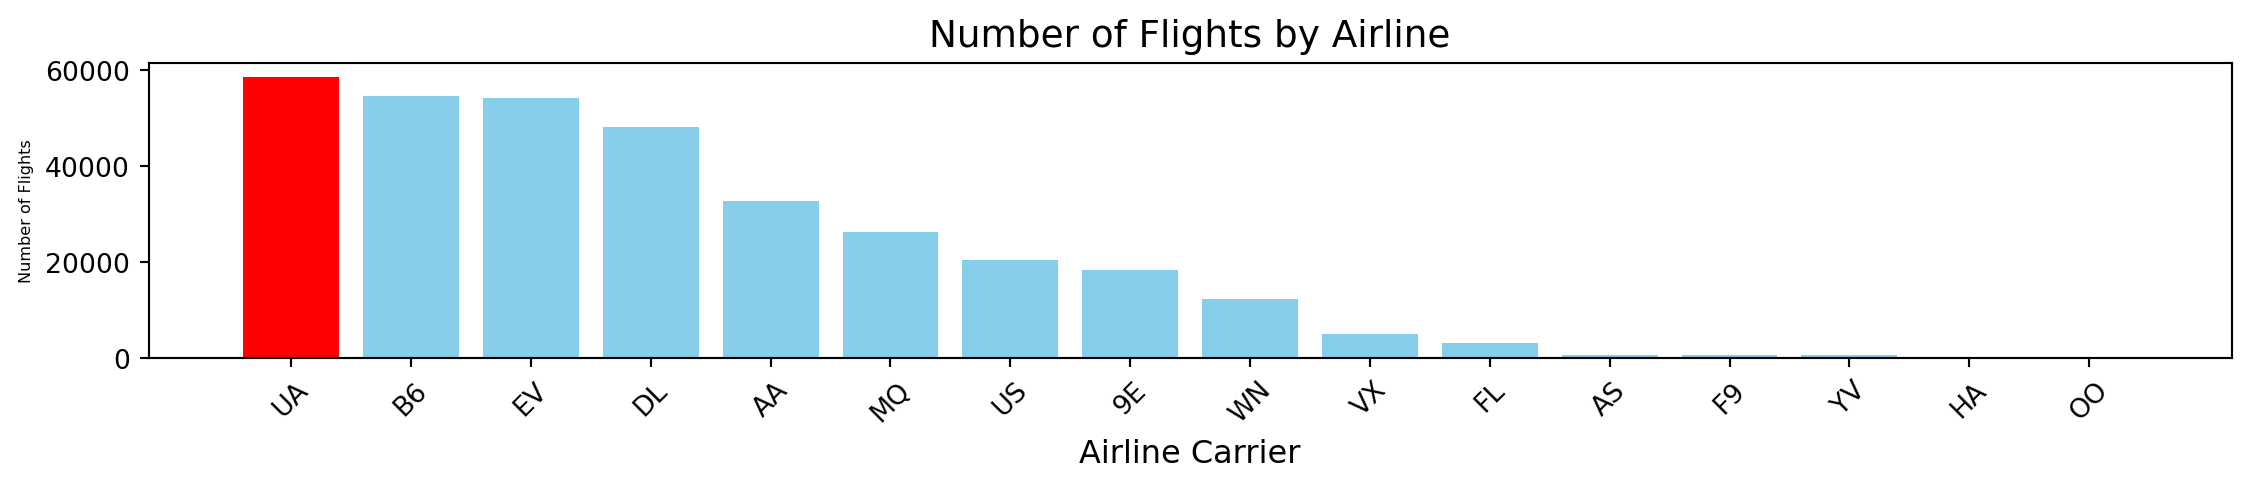 Number of Flights by Airline
Number of Flights
60000
40000
20000
0
UA B6 EV DL AA MQ US 9E WN VX FL AS F9 YV HA OO
Airline Carrier